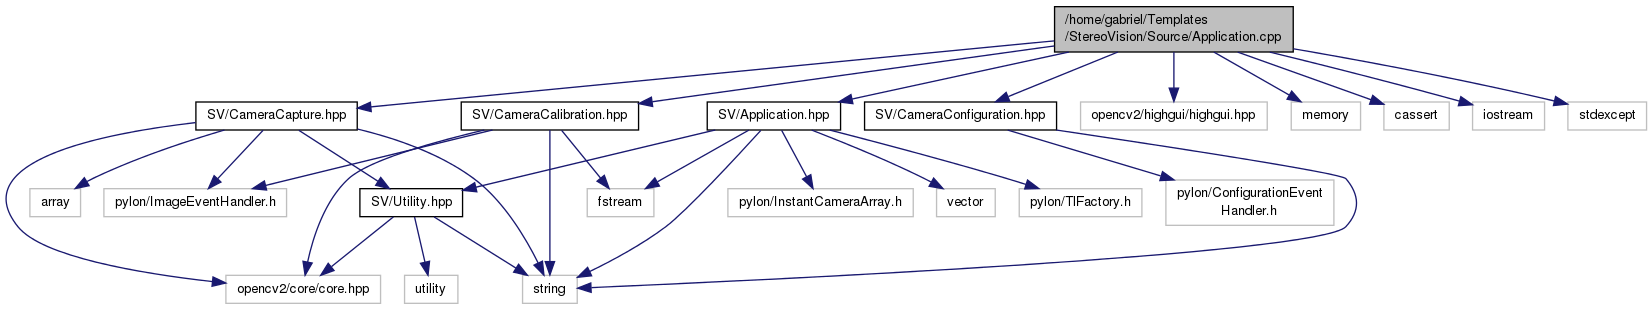 /home/gabriel/Templates
/StereoVision/Source/Application.cpp
SV/CameraCapture.hpp
SV/CameraCalibration.hpp
SV/Application.hpp
SV/CameraConfiguration.hpp
opencv2/highgui/highgui.hpp
memory
cassert
iostream
stdexcept
array
pylon/ImageEventHandler.h
SV/Utility.hpp
fstream
pylon/InstantCameraArray.h
vector
pylon/TlFactory.h
pylon/ConfigurationEvent
Handler.h
opencv2/core/core.hpp
utility
string